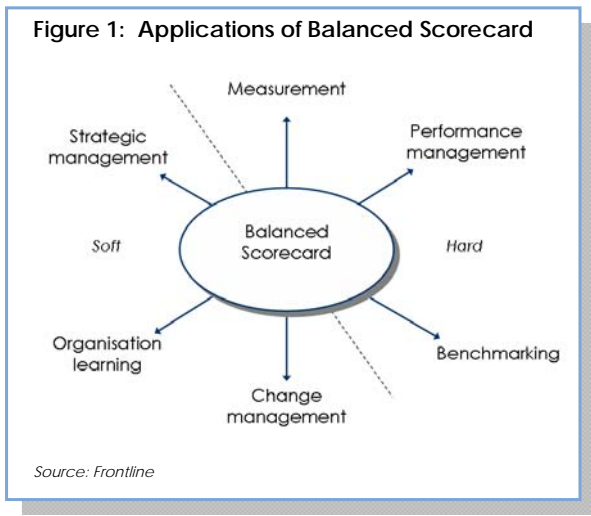 Figure 1: Applications of Balanced Scorecard
Measurement
Strategic
management
Performance
management
Balanced
Scorecard
Soft
Hard
Organisation
learning
Benchmarking
Change
management
Source: Frontline